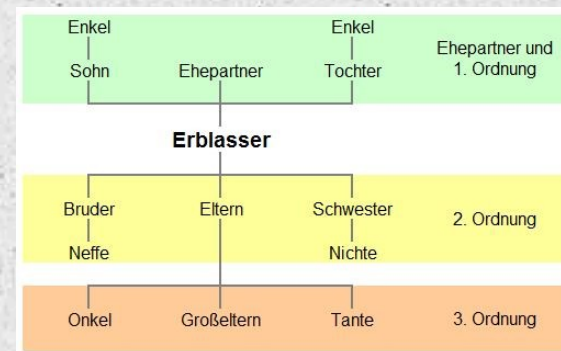 Enkel Enkel
Ehepartner und
Sohn Ehepartner Tochter 1. Ordnung
Erblasser
Bruder Eltern Schwester
2. Ordnung
Neffe Nichte
Onkel Großeltern Tante 3. Ordnung